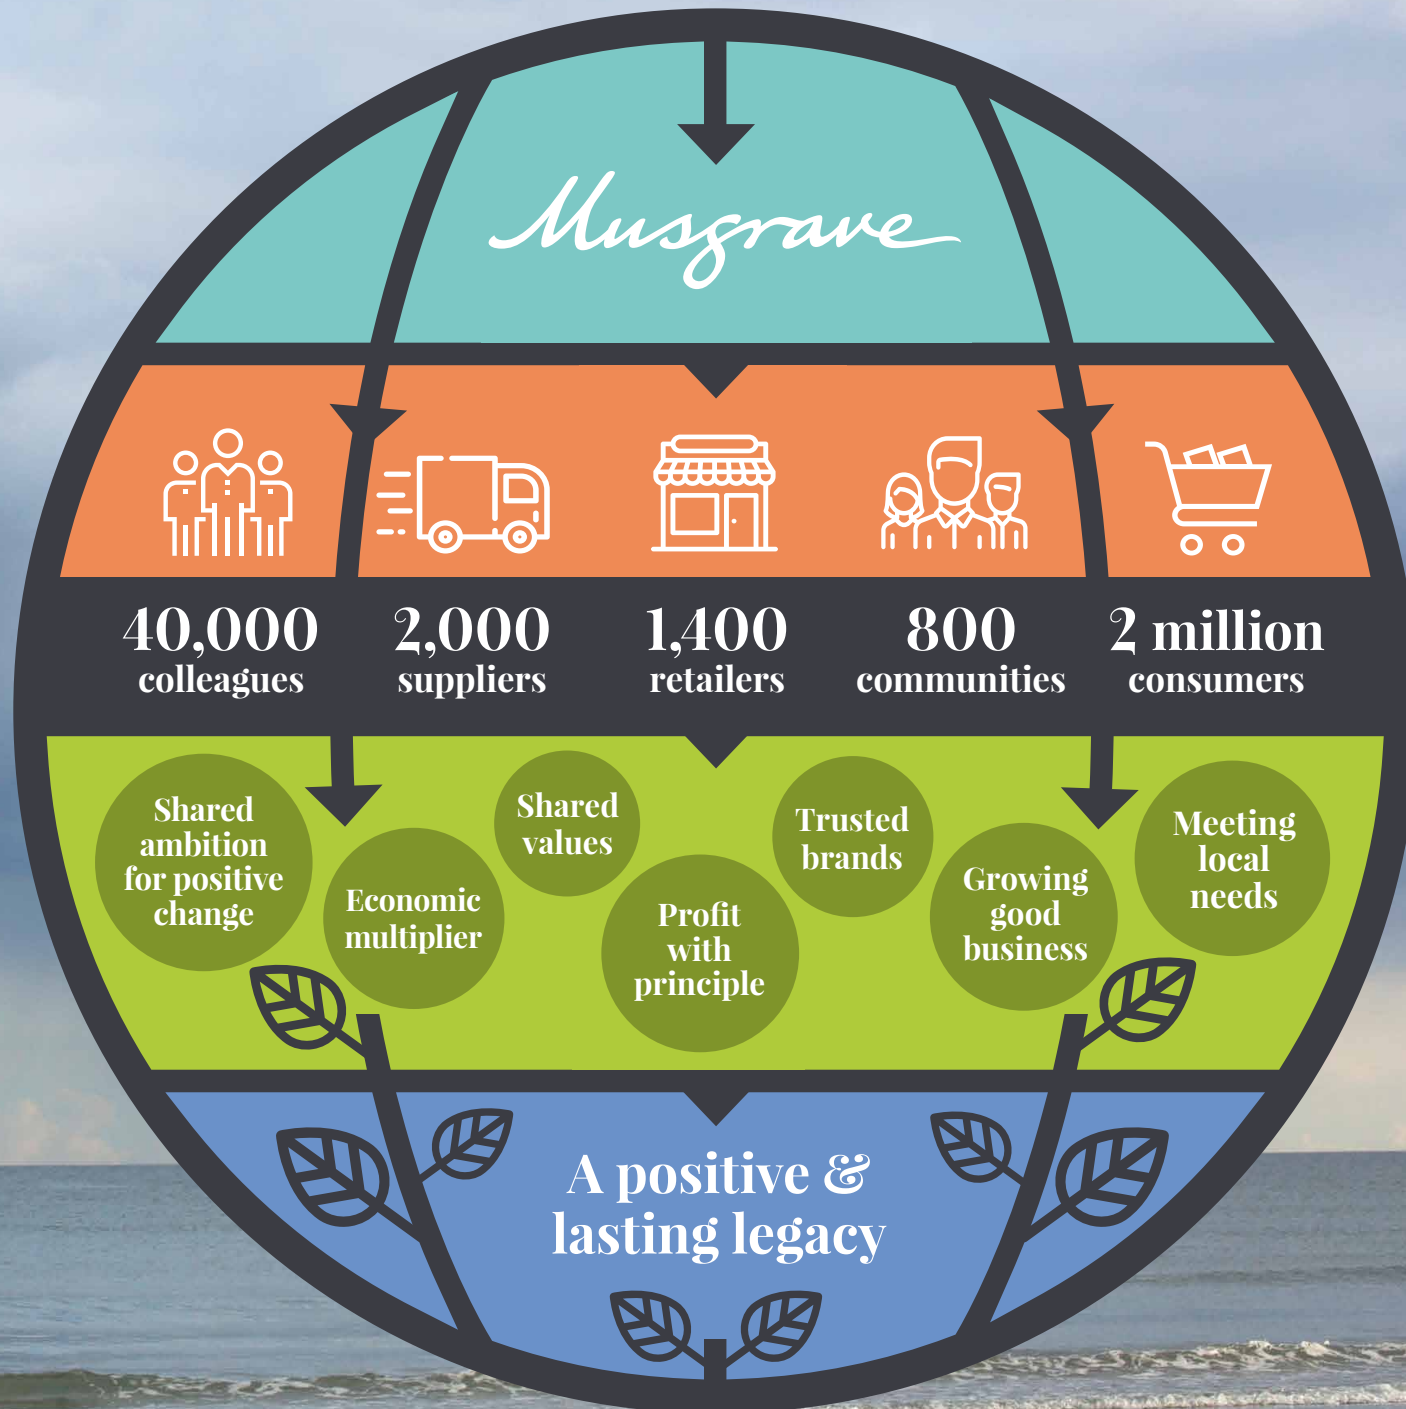 Musgrave
40,000
colleagues
2,000
suppliers
1,400
retailers
800
communities
2 million
consumers
Shared
ambition
for positive
change
Economic
multiplier
Shared
values
Profit
with
principle
Trusted
brands
Growing
good
business
Meeting
local
needs
A positive &
lasting legacy